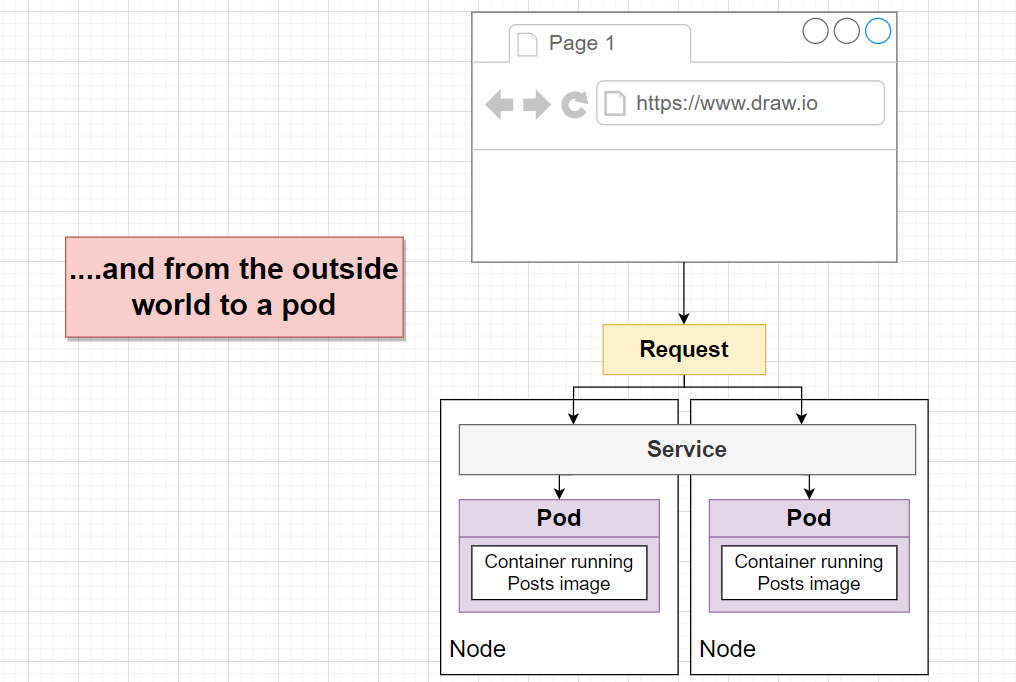 Page 1
https://www.draw.io
....and from the outside
world to a pod
Request
Service
Pod
Container running
Posts image
Node
Pod
Container running
Posts image
Node